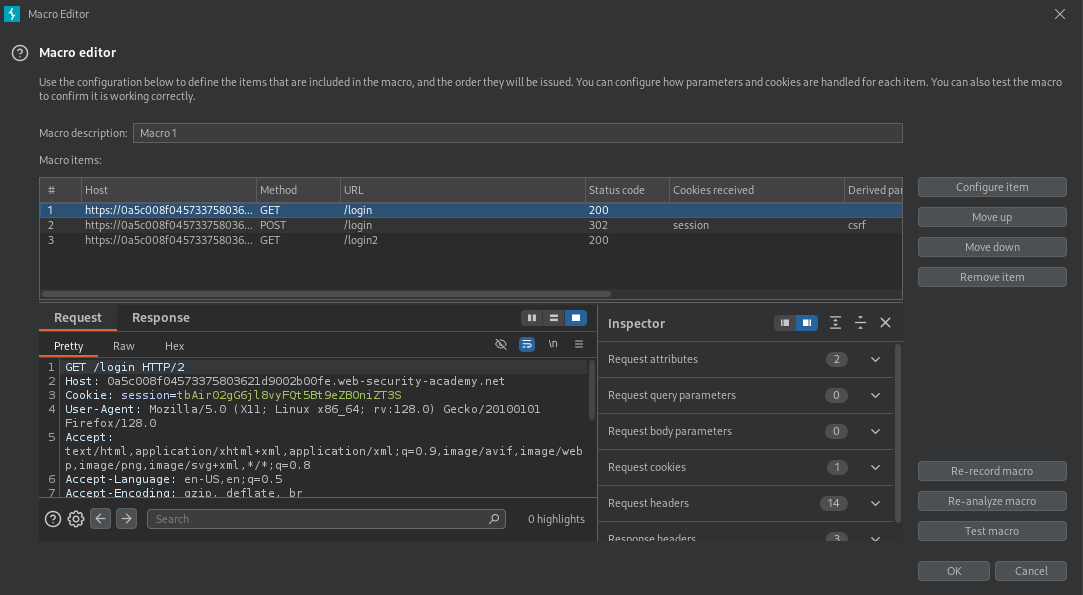 Macro Editor
Macro editor
Use the configuration below to define the items that are included in the macro, and the order they will be issued. You can configure how parameters and cookies are handled for each item. You can also test the macro
to confirm it is working correctly.
Macro description: Macro 1
Macro items:
# Host Method URL Status code Cookies received Derived par
1 https://0a5c008f045733758036... GET /login 200
2 https://0a5c008f045733758036... POST /login 302 session csrf
3 https://0a5c008f045733758036... GET /login2 200
Configure item
Move up
Move down
Remove item
Request Response
Pretty Raw Hex \n
1 GET /login HTTP/2
2 Host: 0a5c008f04573375803621d9002b00fe.web-security-academy.net
3 Cookie: session=tbAir02gG6jl8vyFQt5Bt9eZBOniZT3S
4 User-Agent: Mozilla/5.0 (X11; Linux x86_64; rv:128.0) Gecko/20100101
Firefox/128.0
5 Accept:
text/html,application/xhtml+xml,application/xml;q=0.9,image/avif,image/web
p,image/png,image/svg+xml,*/*;q=0.8
6 Accept-Language: en-US,en;q=0.5
7 Accept-Encoding: gzip, deflate, br
Search 0 highlights
Inspector
Request attributes 2
Request query parameters 0
Request body parameters 0
Request cookies 1
Request headers 14
Response headers 3
Re-record macro
Re-analyze macro
Test macro
OK Cancel